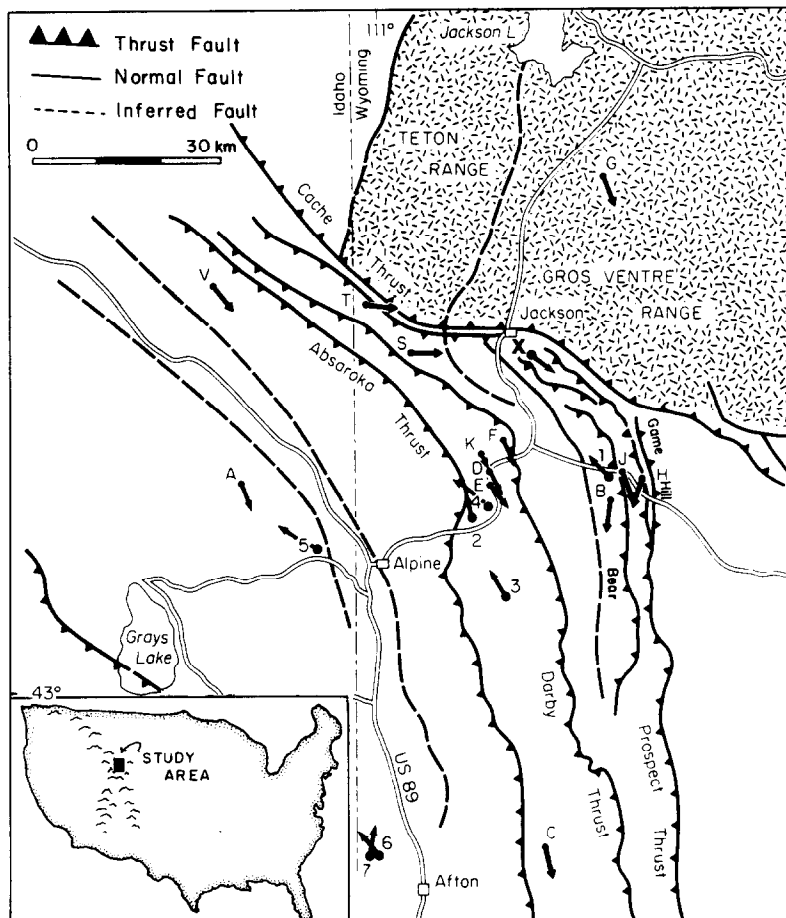 Thrust Fault
Normal Fault
Inferred Fault
0 30 km
111°
Jackson L.
Idaho
Wyoming
TETON
RANGE
G
Cache
Thrust
GROS VENTRE
RANGE
V
T
Jackson
S
X
Absaroka
Thrust
Game
Hill
F
K
D
E
4
2
1
J
H
B
A
5
Alpine
3
Bear
Grays
Lake
43°
Darby
Thrust
Prospect
Thrust
STUDY
AREA
US 89
C
6
7
Afton